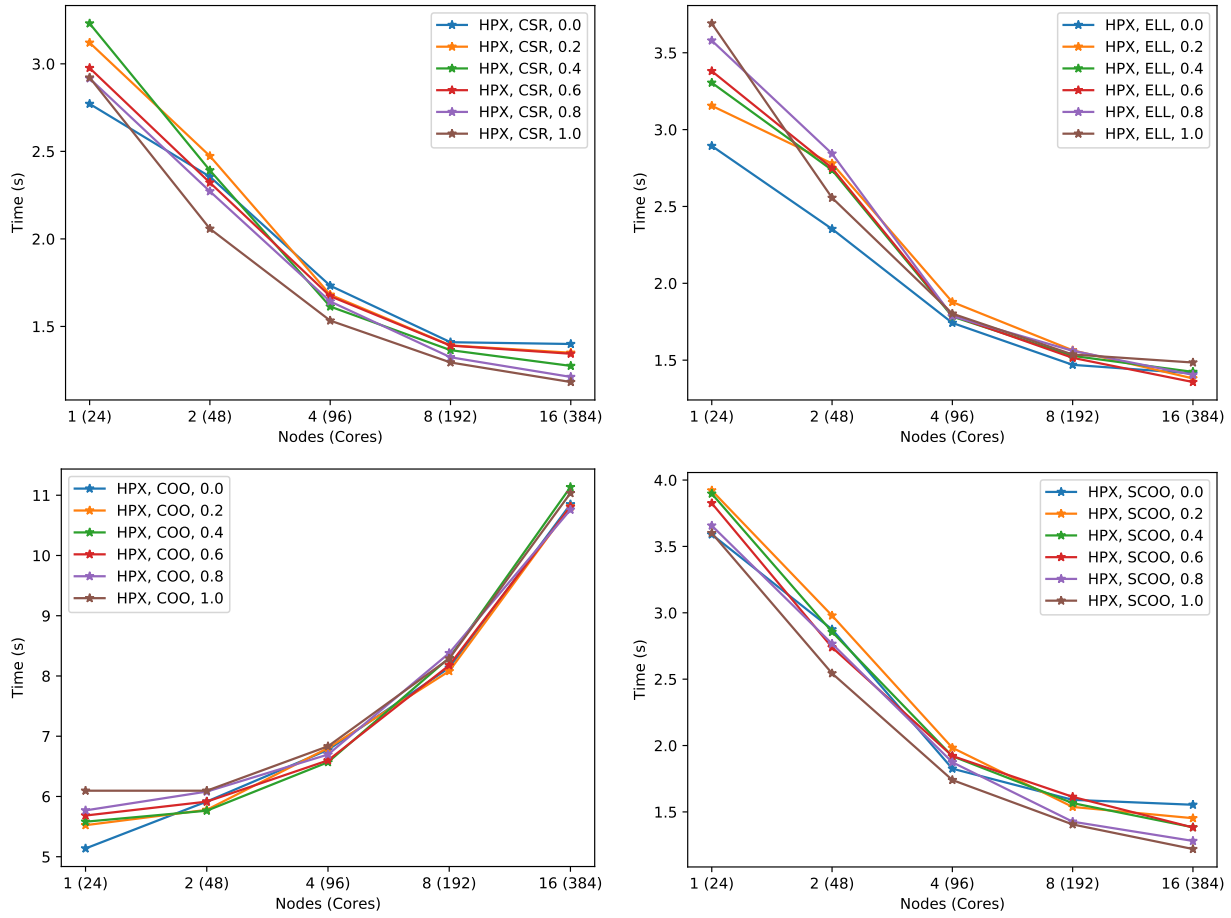 3.0
2.5
2.0
1.5
Time (s)
HPX, CSR, 0.0
HPX, CSR, 0.2
HPX, CSR, 0.4
HPX, CSR, 0.6
HPX, CSR, 0.8
HPX, CSR, 1.0
1 (24) 2 (48) 4 (96) 8 (192) 16 (384)
Nodes (Cores)
3.5
3.0
2.5
2.0
1.5
Time (s)
HPX, ELL, 0.0
HPX, ELL, 0.2
HPX, ELL, 0.4
HPX, ELL, 0.6
HPX, ELL, 0.8
HPX, ELL, 1.0
1 (24) 2 (48) 4 (96) 8 (192) 16 (384)
Nodes (Cores)
11
10
9
8
7
6
5
Time (s)
HPX, COO, 0.0
HPX, COO, 0.2
HPX, COO, 0.4
HPX, COO, 0.6
HPX, COO, 0.8
HPX, COO, 1.0
1 (24) 2 (48) 4 (96) 8 (192) 16 (384)
Nodes (Cores)
4.0
3.5
3.0
2.5
2.0
1.5
Time (s)
HPX, SCOO, 0.0
HPX, SCOO, 0.2
HPX, SCOO, 0.4
HPX, SCOO, 0.6
HPX, SCOO, 0.8
HPX, SCOO, 1.0
1 (24) 2 (48) 4 (96) 8 (192) 16 (384)
Nodes (Cores)